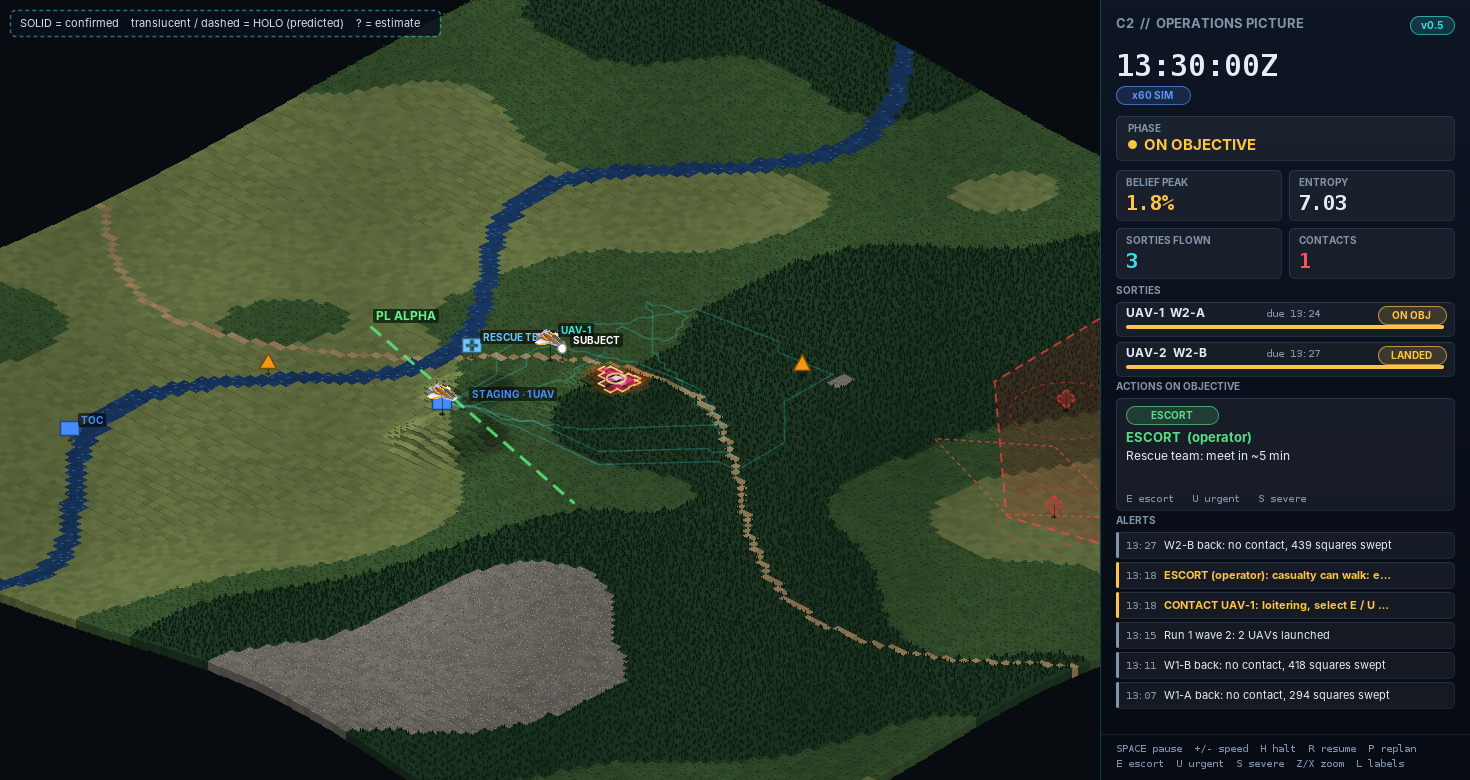 SOLID = confirmed translucent / dashed = HOLO (predicted) ? = estimate
PL ALPHA
RESCUE
UAV-1
SUBJECT
STAGING · 1 UAV
TOC
C2 // OPERATIONS PICTURE
v0.5
13:30:00Z
x60 SIM
PHASE
ON OBJECTIVE
BELIEF PEAK
1.8%
ENTROPY
7.03
SORTIES FLOWN
3
CONTACTS
1
SORTIES
UAV-1 W2-A due 13:24 ON OBJ
UAV-2 W2-B due 13:27 LANDED
ACTIONS ON OBJECTIVE
ESCORT
ESCORT (operator)
Rescue team: meet in ~5 min
E escort U urgent S severe
ALERTS
13:27 W2-B back: no contact, 439 squares swept
13:18 ESCORT (operator): casualty can walk: e...
13:18 CONTACT UAV-1: loitering, select E / U ...
13:15 Run 1 wave 2: 2 UAVs launched
13:11 W1-B back: no contact, 418 squares swept
13:07 W1-A back: no contact, 294 squares swept
SPACE pause +/- speed H halt R resume P replan
E escort U urgent S severe Z/X zoom L labels